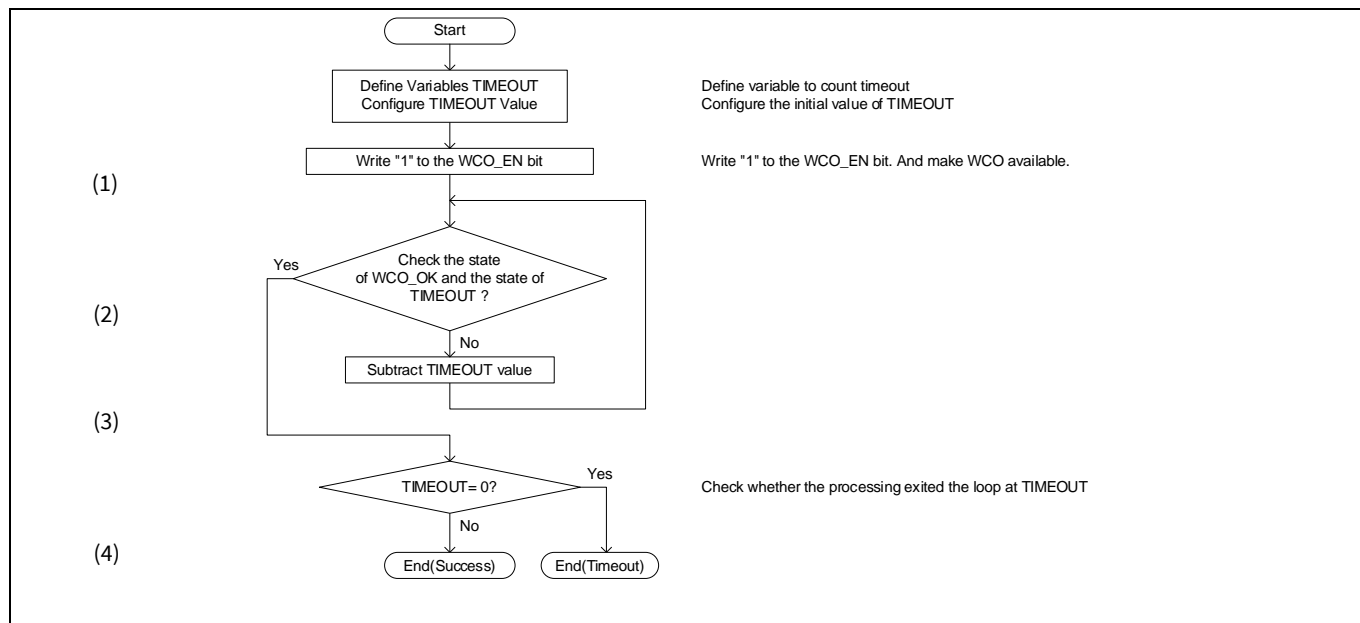 Start
Define Variables TIMEOUT
Configure TIMEOUT Value
Define variable to count timeout
Configure the initial value of TIMEOUT
Write "1" to the WCO_EN bit
Write "1" to the WCO_EN bit. And make WCO available.
(1)
Yes
Check the state
of WCO_OK and the state of
TIMEOUT ?
(2)
No
Subtract TIMEOUT value
(3)
TIMEOUT= 0?
Yes
Check whether the processing exited the loop at TIMEOUT
No
(4)
End(Success)
End(Timeout)